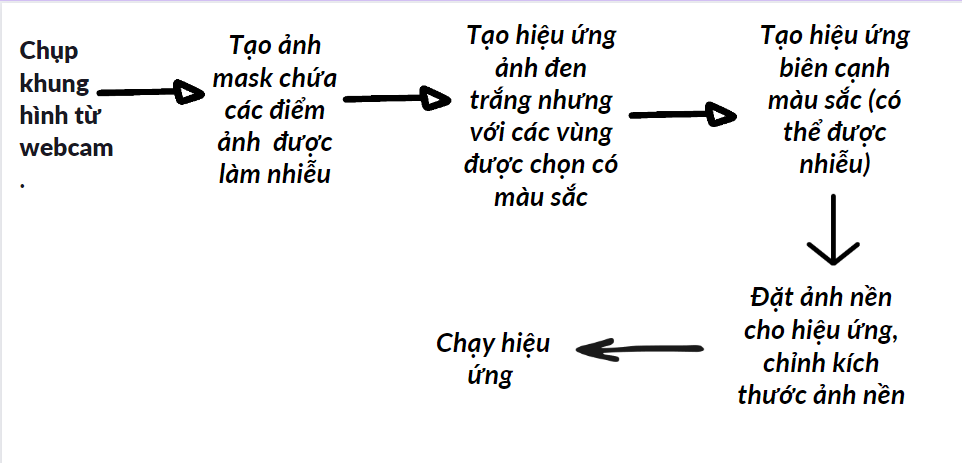 Chụp
khung
hình từ
webcam
.
Tạo ảnh
mask chứa
các điểm
ảnh được
làm nhiễu
Tạo hiệu ứng
ảnh đen
trắng nhưng
với các vùng
được chọn có
màu sắc
Tạo hiệu ứng
biên cạnh
màu sắc (có
thể được
nhiễu)
Đặt ảnh nền
cho hiệu ứng,
chỉnh kích
thước ảnh nền
Chạy hiệu
ứng